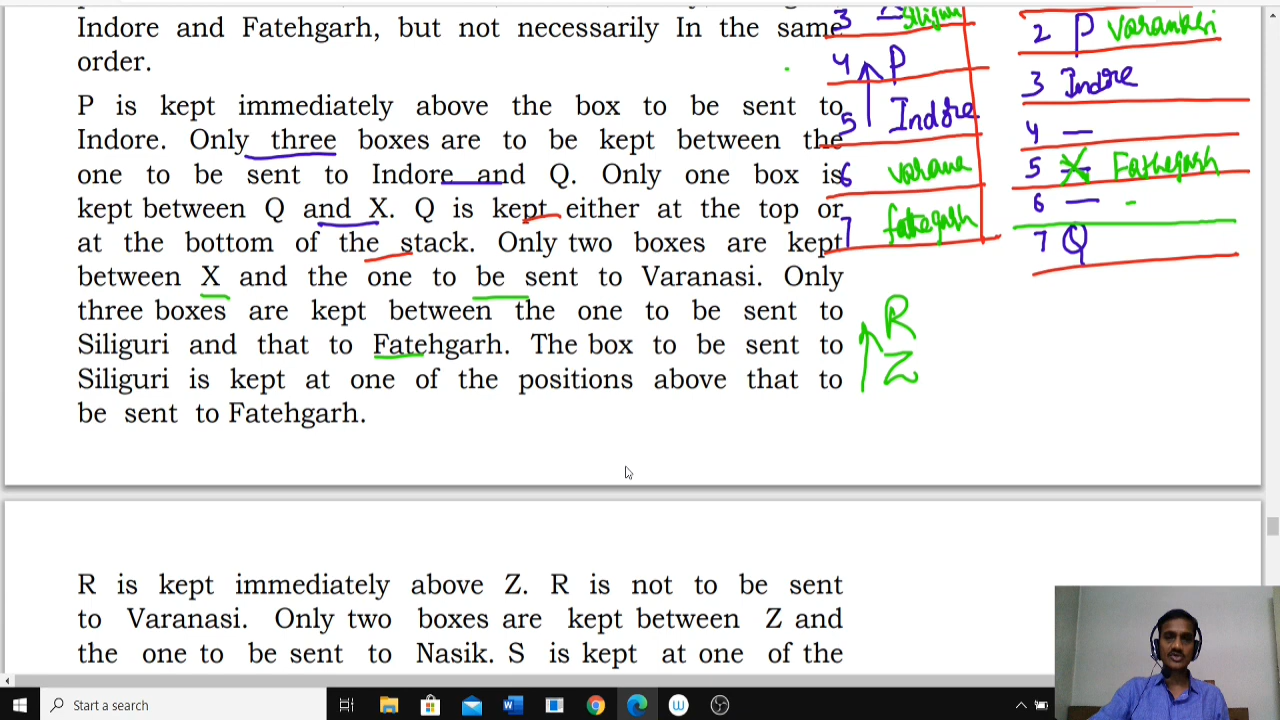 Indore and Fatehgarh, but not necessarily In the same
order.
P is kept immediately above the box to be sent to
Indore. Only three boxes are to be kept between the
one to be sent to Indore and Q. Only one box is
kept between Q and X. Q is kept either at the top or
at the bottom of the stack. Only two boxes are kept
between X and the one to be sent to Varanasi. Only
three boxes are kept between the one to be sent to
Siliguri and that to Fatehgarh. The box to be sent to
Siliguri is kept at one of the positions above that to
be sent to Fatehgarh.
R is kept immediately above Z. R is not to be sent
to Varanasi. Only two boxes are kept between Z and
the one to be sent to Nasik. S is kept at one of the
3 Siliguri
4 P
5 Indore
6 varana
7 fategarh
2 P
3 Indore
4 —
5 X Fathegarh
6 — -
7 Q
R
Z
Search a search